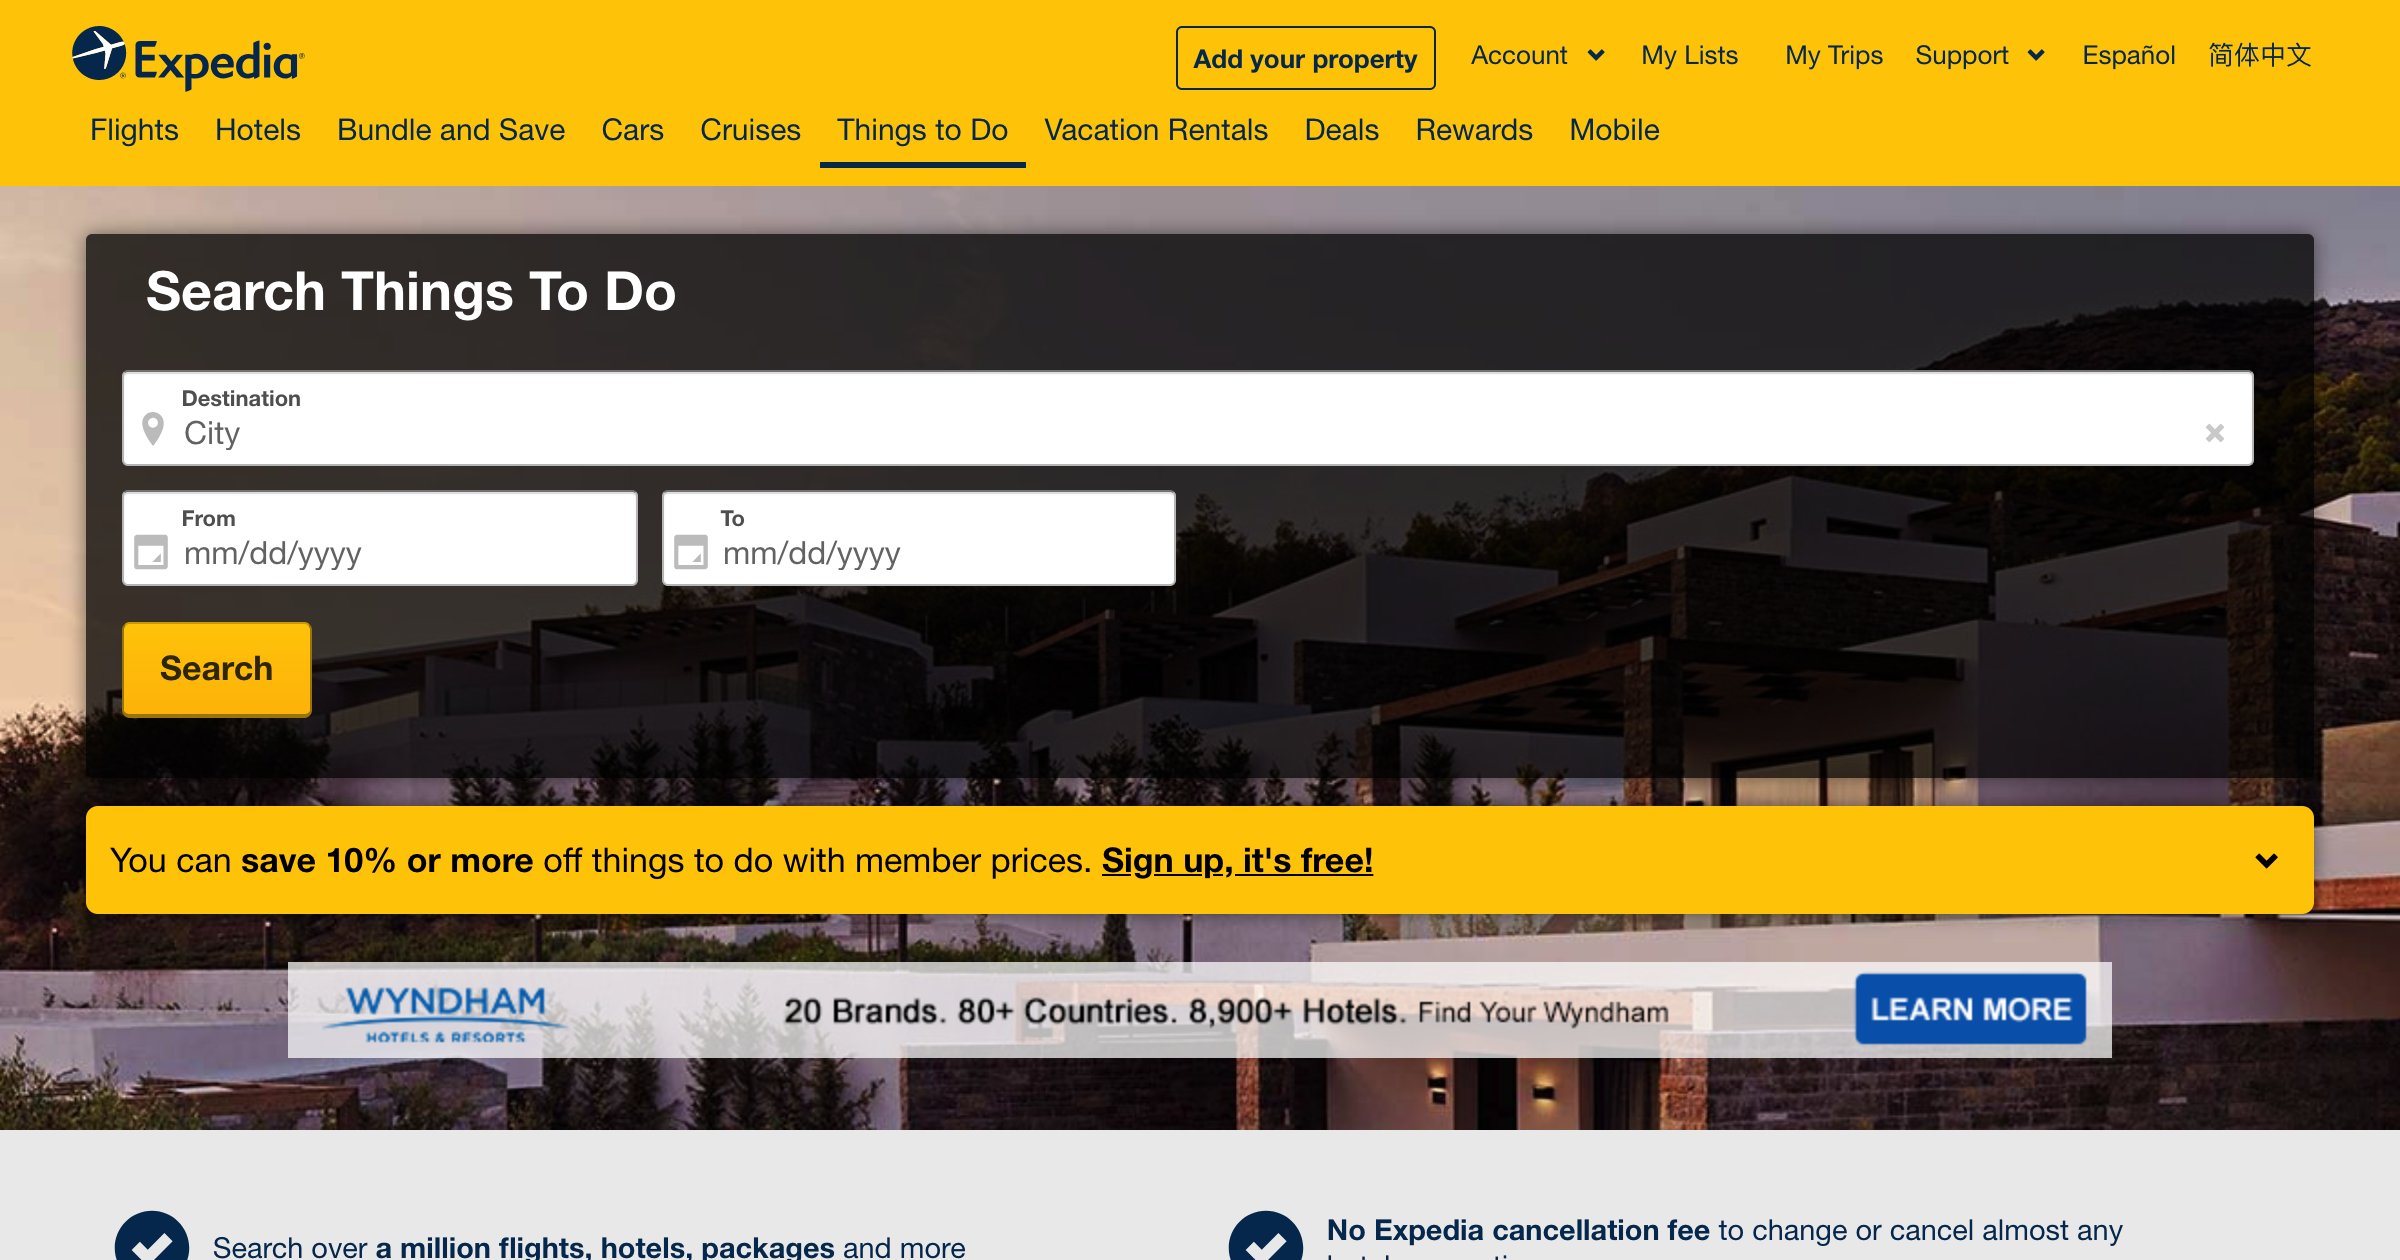 Expedia
Add your property
Account
My Lists
My Trips
Support
Español
简体中文
Flights
Hotels
Bundle and Save
Cars
Cruises
Things to Do
Vacation Rentals
Deals
Rewards
Mobile
Search Things To Do
Destination
City
From
mm/dd/yyyy
To
mm/dd/yyyy
Search
You can save 10% or more off things to do with member prices. Sign up, it's free!
WYNDHAM
HOTELS & RESORTS
20 Brands. 80+ Countries. 8,900+ Hotels. Find Your Wyndham
LEARN MORE
Search over a million flights, hotels, packages and more
No Expedia cancellation fee to change or cancel almost any